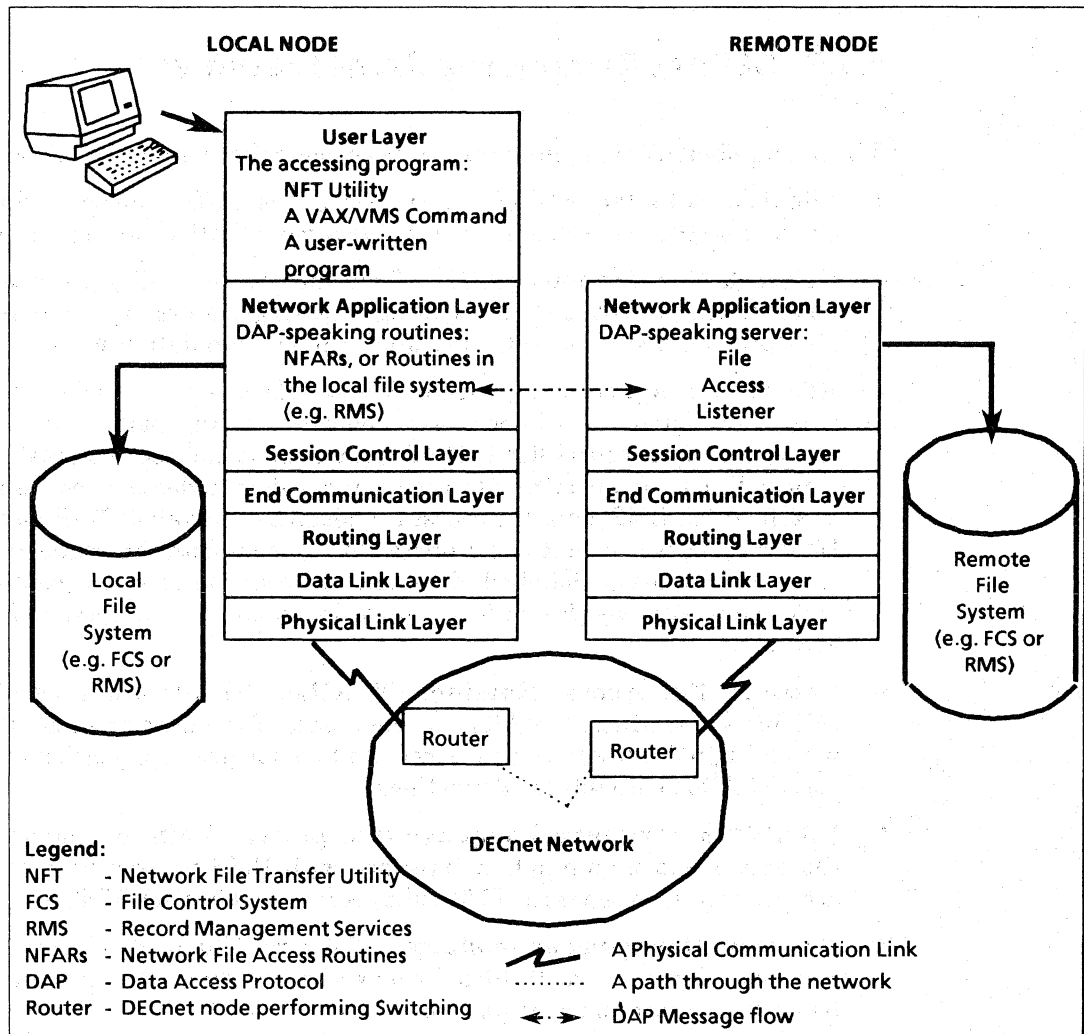 LOCAL NODE
REMOTE NODE
User Layer
The accessing program:
NFT Utility
A VAX/VMS Command
A user-written
program
Network Application Layer
DAP-speaking routines:
NFARs, or Routines in
the local file system
(e.g. RMS)
Session Control Layer
End Communication Layer
Routing Layer
Data Link Layer
Physical Link Layer
Network Application Layer
DAP-speaking server:
File
Access
Listener
Session Control Layer
End Communication Layer
Routing Layer
Data Link Layer
Physical Link Layer
Local
File
System
(e.g. FCS or
RMS)
Remote
File
System
(e.g. FCS or
RMS)
Router
Router
DECnet Network
Legend:
NFT - Network File Transfer Utility
FCS - File Control System
RMS - Record Management Services
NFARs - Network File Access Routines
DAP - Data Access Protocol
Router - DECnet node performing Switching
A Physical Communication Link
A path through the network
DAP Message flow